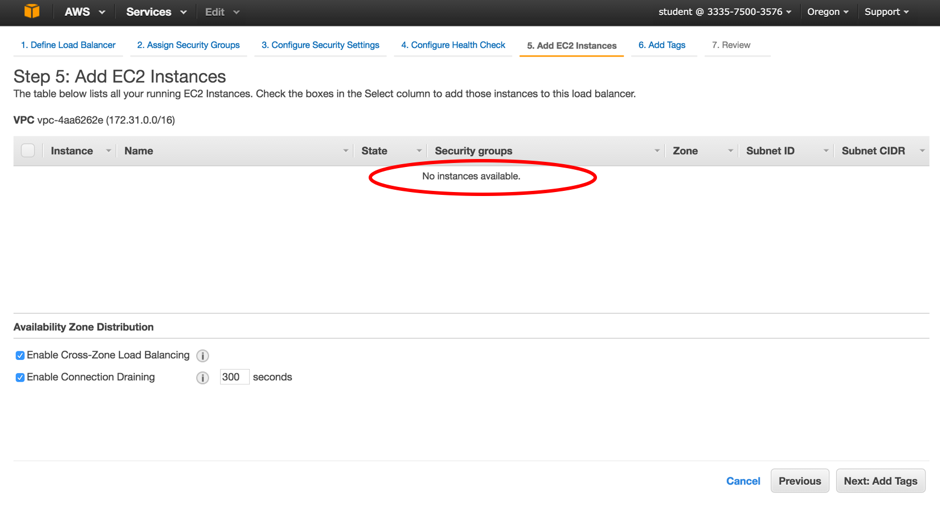 AWS Services Edit student @ 3335-7500-3576 Oregon Support
1. Define Load Balancer 2. Assign Security Groups 3. Configure Security Settings 4. Configure Health Check 5. Add EC2 Instances 6. Add Tags 7. Review
Step 5: Add EC2 Instances
The table below lists all your running EC2 Instances. Check the boxes in the Select column to add those instances to this load balancer.
VPC vpc-4aa6262e (172.31.0.0/16)
Instance Name State Security groups Zone Subnet ID Subnet CIDR
No instances available.
Availability Zone Distribution
Enable Cross-Zone Load Balancing i
Enable Connection Draining i 300 seconds
Cancel Previous Next: Add Tags